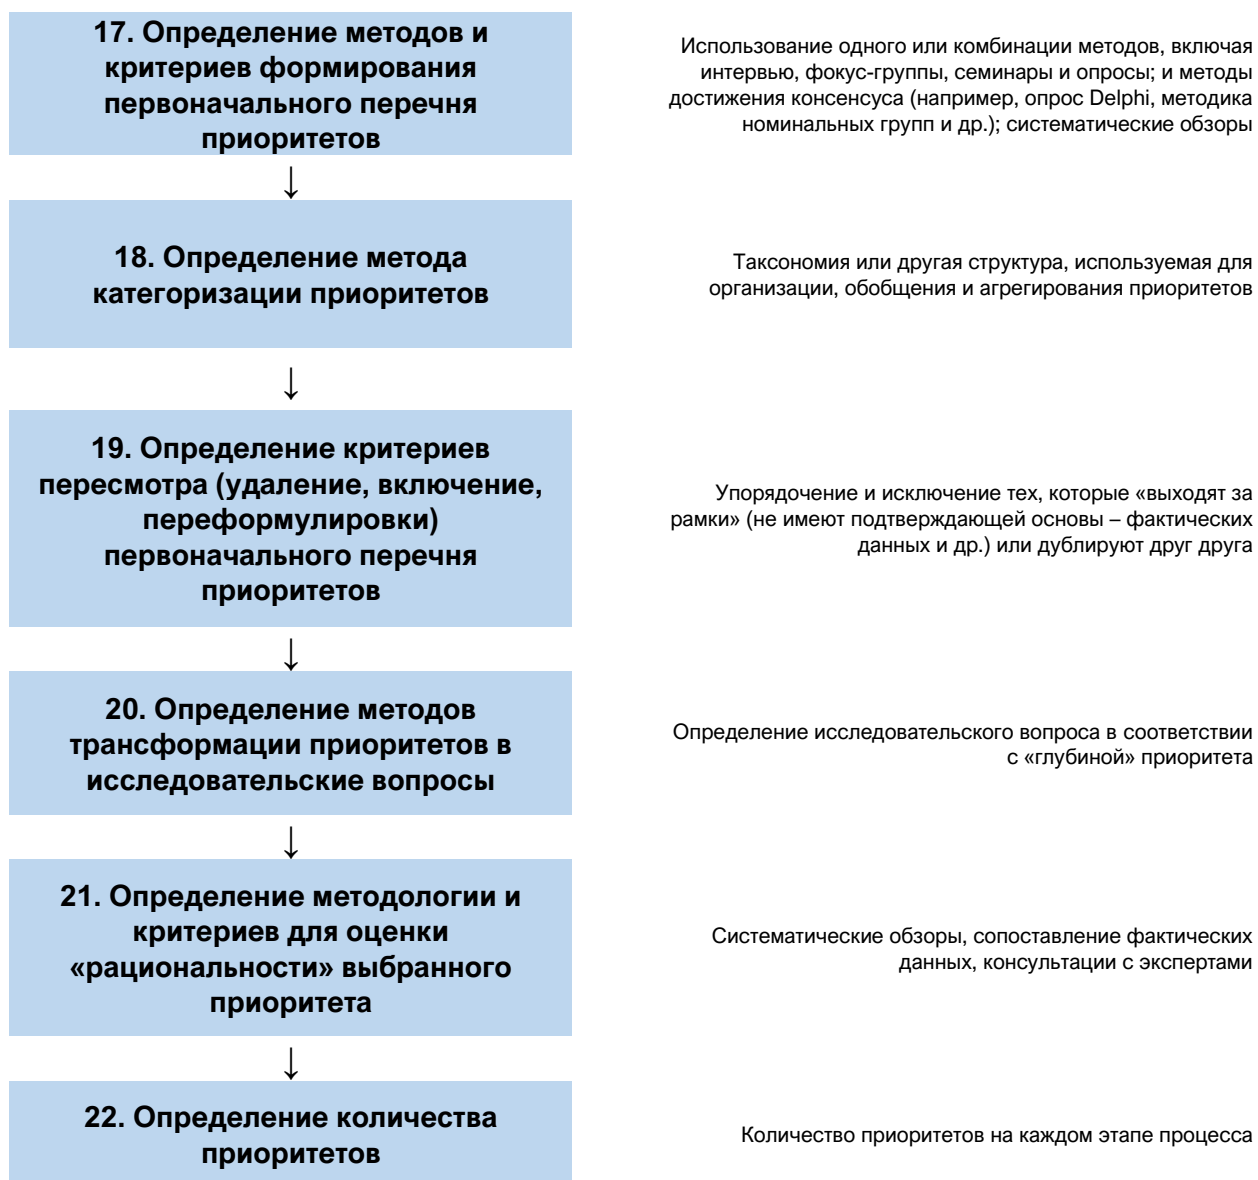 17. Определение методов и
критериев формирования
первоначального перечня
приоритетов
Использование одного или комбинации методов, включая
интервью, фокус-группы, семинары и опросы; и методы
достижения консенсуса (например, опрос Delphi, методика
номинальных групп и др.); систематические обзоры
↓
18. Определение метода
категоризации приоритетов
Таксономия или другая структура, используемая для
организации, обобщения и агрегирования приоритетов
↓
19. Определение критериев
пересмотра (удаление, включение,
переформулировки)
первоначального перечня
приоритетов
Упорядочение и исключение тех, которые «выходят за
рамки» (не имеют подтверждающей основы – фактических
данных и др.) или дублируют друг друга
↓
20. Определение методов
трансформации приоритетов в
исследовательские вопросы
Определение исследовательского вопроса в соответствии
с «глубиной» приоритета
↓
21. Определение методологии и
критериев для оценки
«рациональности» выбранного
приоритета
Систематические обзоры, сопоставление фактических
данных, консультации с экспертами
↓
22. Определение количества
приоритетов
Количество приоритетов на каждом этапе процесса